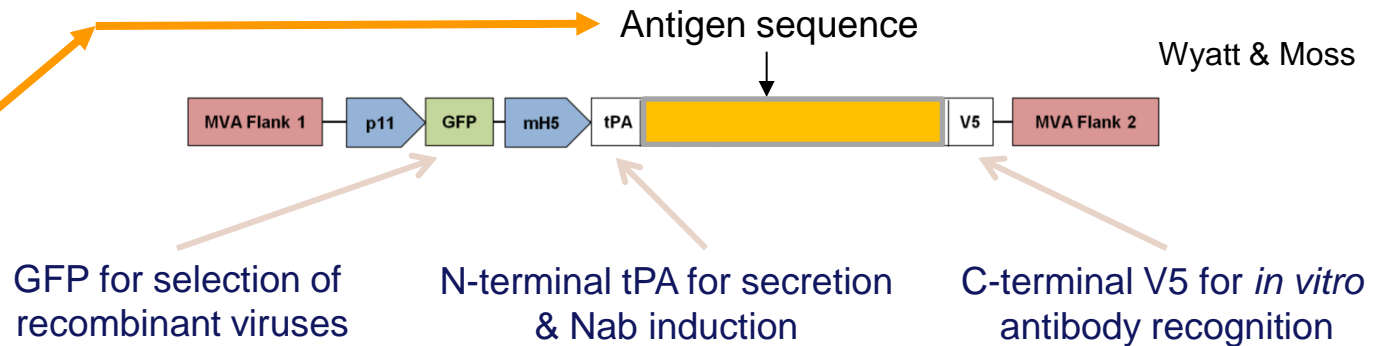 Antigen sequence
Wyatt & Moss
MVA Flank 1 p11 GFP mH5 tPA V5 MVA Flank 2
GFP for selection of
recombinant viruses
N-terminal tPA for secretion
& Nab induction
C-terminal V5 for in vitro
antibody recognition